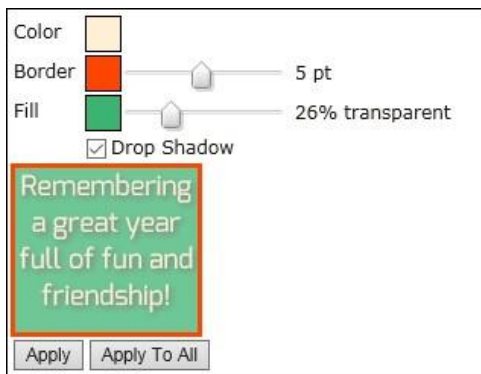 Color
Border 5 pt
Fill 26% transparent
Drop Shadow
Remembering
a great year
full of fun and
friendship!
Apply Apply To All